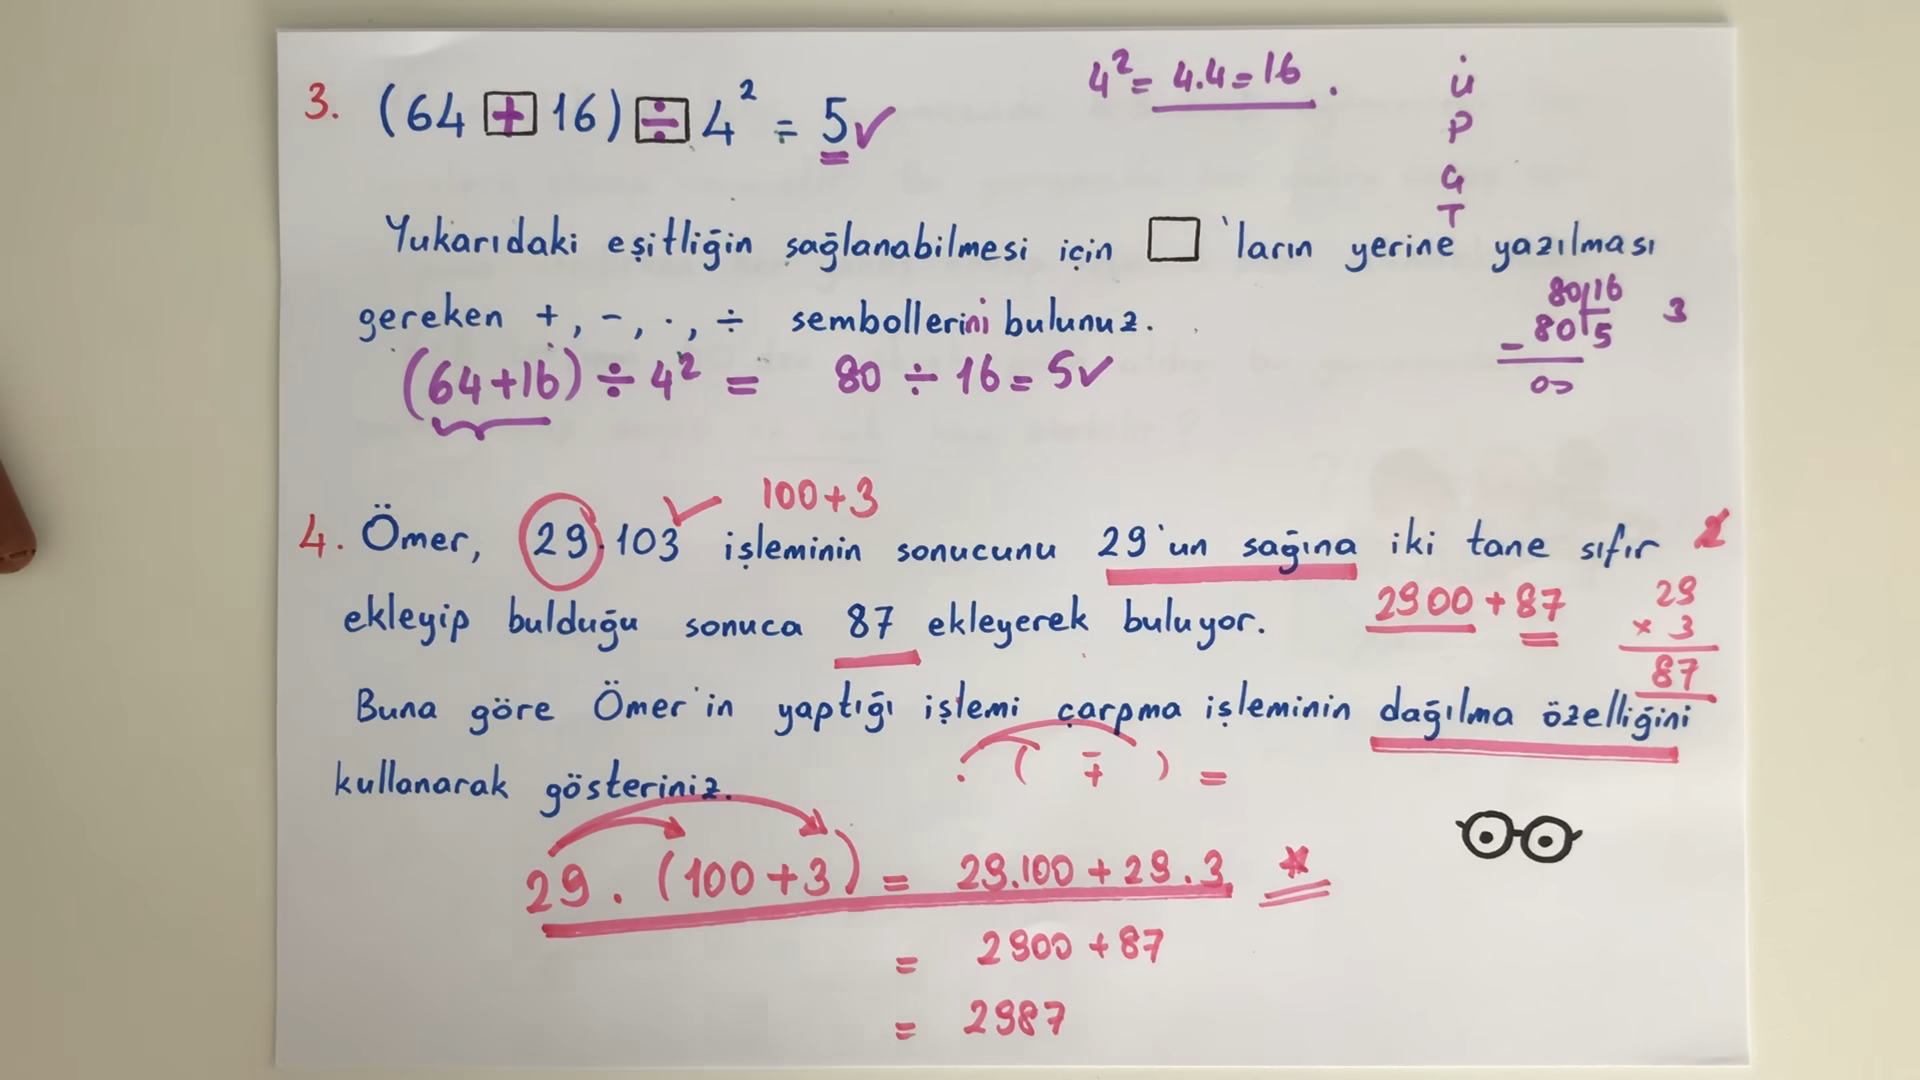 4² = 4.4 = 16 .
Ü
P
Ç
T
3. (64 + 16) ÷ 4² = 5 ✓
Yukarıdaki eşitliğin sağlanabilmesi için □ 'ların yerine yazılması
gereken +, -, ·, ÷ sembollerini bulunuz.
80 16
- 80 5
00
3
(64+16) ÷ 4² = 80 ÷ 16 = 5 ✓
100+3
4. Ömer, 29.103 ✓ işleminin sonucunu 29'un sağına iki tane sıfır
ekleyip bulduğu sonuca 87 ekleyerek buluyor.
2900 + 87
29
x 3
87
Buna göre Ömer'in yaptığı işlemi çarpma işleminin dağılma özelliğini
kullanarak gösteriniz.
. ( ∓ ) =
29 . (100+3) = 29.100 + 29.3 *
= 2900 + 87
= 2987